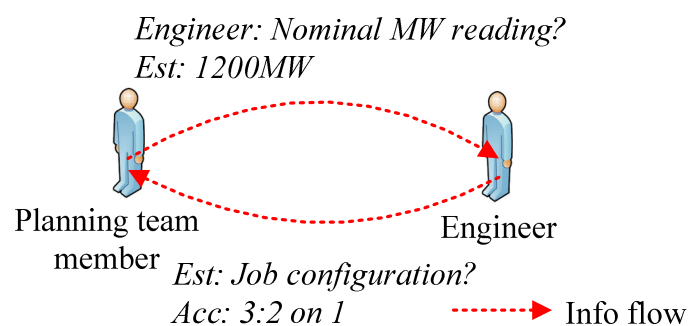 Engineer: Nominal MW reading?
Est: 1200MW
Planning team
member
Engineer
Est: Job configuration?
Acc: 3:2 on 1
Info flow